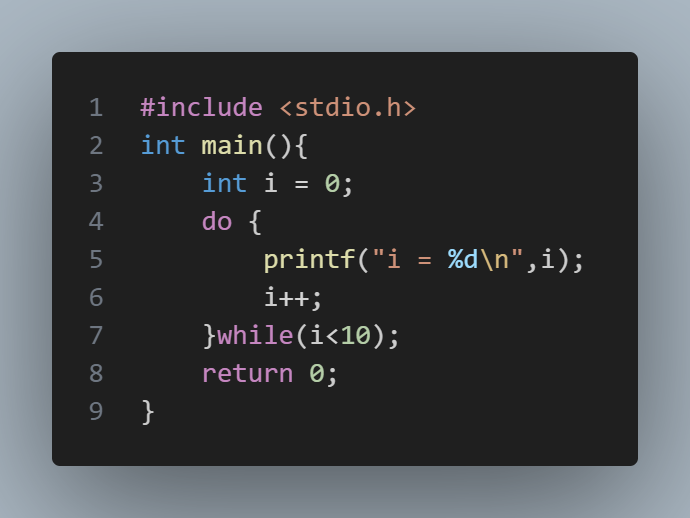 1 #include <stdio.h>
2 int main(){
3     int i = 0;
4     do {
5         printf("i = %d\n",i);
6         i++;
7     }while(i<10);
8     return 0;
9 }